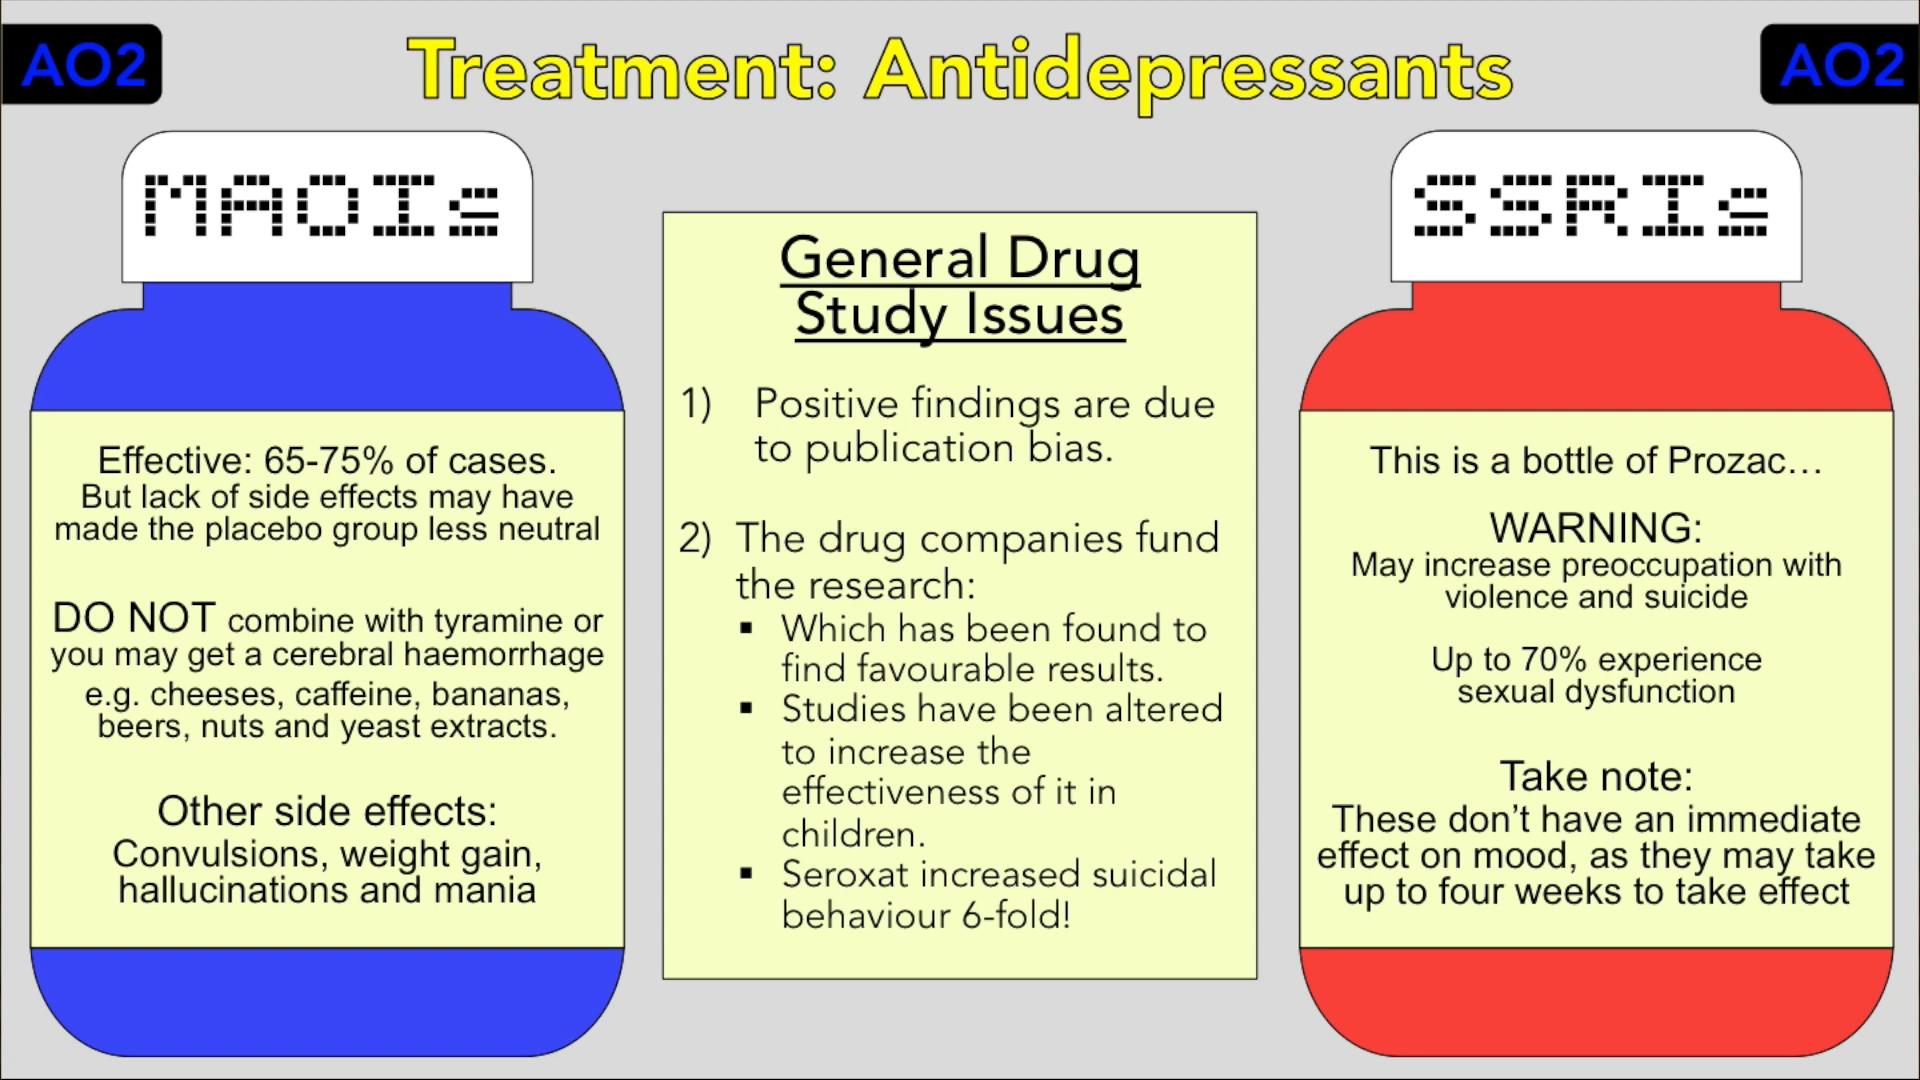 AO2
Treatment: Antidepressants
AO2
MAOIs
Effective: 65-75% of cases.
But lack of side effects may have
made the placebo group less neutral
DO NOT combine with tyramine or
you may get a cerebral haemorrhage
e.g. cheeses, caffeine, bananas,
beers, nuts and yeast extracts.
Other side effects:
Convulsions, weight gain,
hallucinations and mania
General Drug
Study Issues
1) Positive findings are due
to publication bias.
2) The drug companies fund
the research:
▪ Which has been found to
find favourable results.
▪ Studies have been altered
to increase the
effectiveness of it in
children.
▪ Seroxat increased suicidal
behaviour 6-fold!
SSRIs
This is a bottle of Prozac…
WARNING:
May increase preoccupation with
violence and suicide
Up to 70% experience
sexual dysfunction
Take note:
These don’t have an immediate
effect on mood, as they may take
up to four weeks to take effect